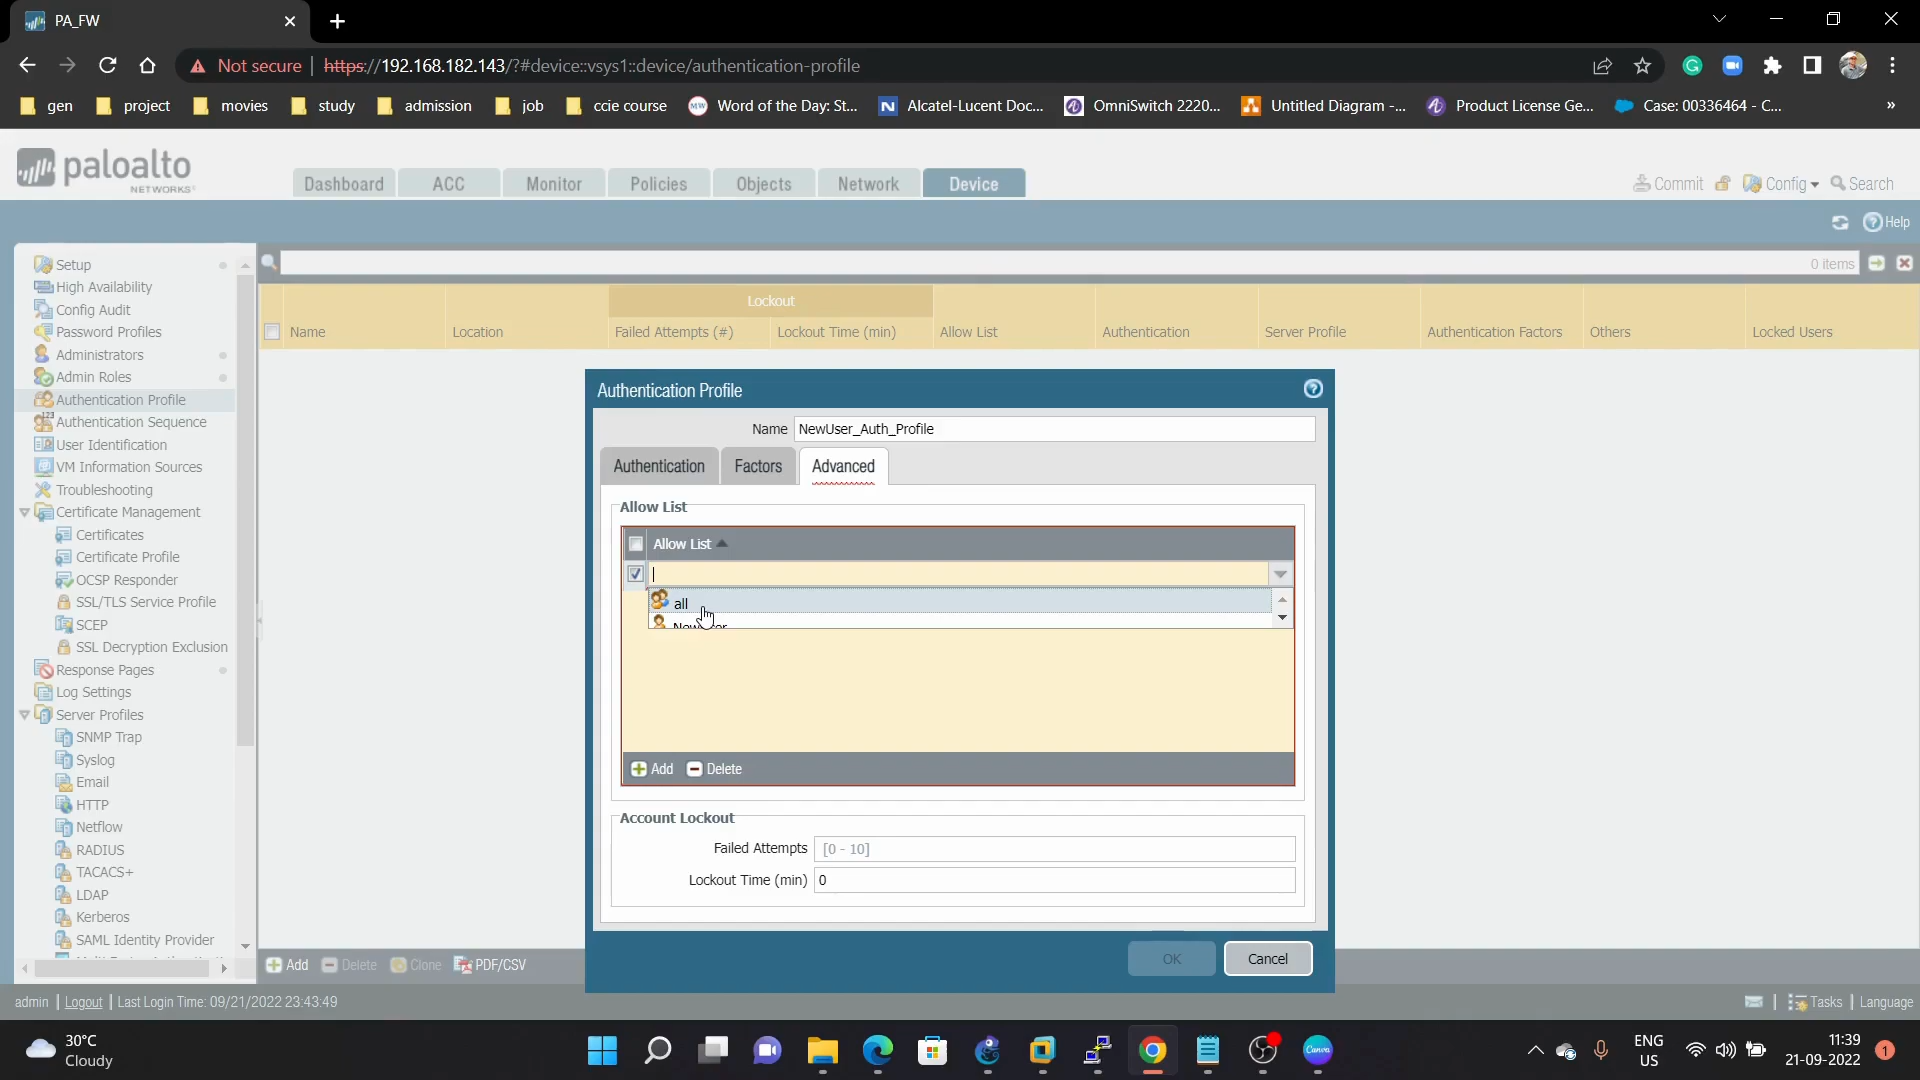 PA_FW
Not secure | https://192.168.182.143/?#device::vsys1::device/authentication-profile
gen project movies study admission job ccie course Word of the Day: St... Alcatel-Lucent Doc... OmniSwitch 2220... Untitled Diagram -... Product License Ge... Case: 00336464 - C... »
paloalto
NETWORKS
Dashboard ACC Monitor Policies Objects Network Device
Commit Config Search
Help
Setup
High Availability
Config Audit
Password Profiles
Administrators
Admin Roles
Authentication Profile
Authentication Sequence
User Identification
VM Information Sources
Troubleshooting
Certificate Management
Certificates
Certificate Profile
OCSP Responder
SSL/TLS Service Profile
SCEP
SSL Decryption Exclusion
Response Pages
Log Settings
Server Profiles
SNMP Trap
Syslog
Email
HTTP
Netflow
RADIUS
TACACS+
LDAP
Kerberos
SAML Identity Provider
0 items
Lockout
Name Location Failed Attempts (#) Lockout Time (min) Allow List Authentication Server Profile Authentication Factors Others Locked Users
Authentication Profile
Name NewUser_Auth_Profile
Authentication Factors Advanced
Allow List
Allow List
all
Add Delete
Account Lockout
Failed Attempts [0 - 10]
Lockout Time (min) 0
OK Cancel
Add Delete Clone PDF/CSV
admin | Logout | Last Login Time: 09/21/2022 23:43:49
Tasks | Language
30°C
Cloudy
Canva
ENG
US
11:39
21-09-2022
1